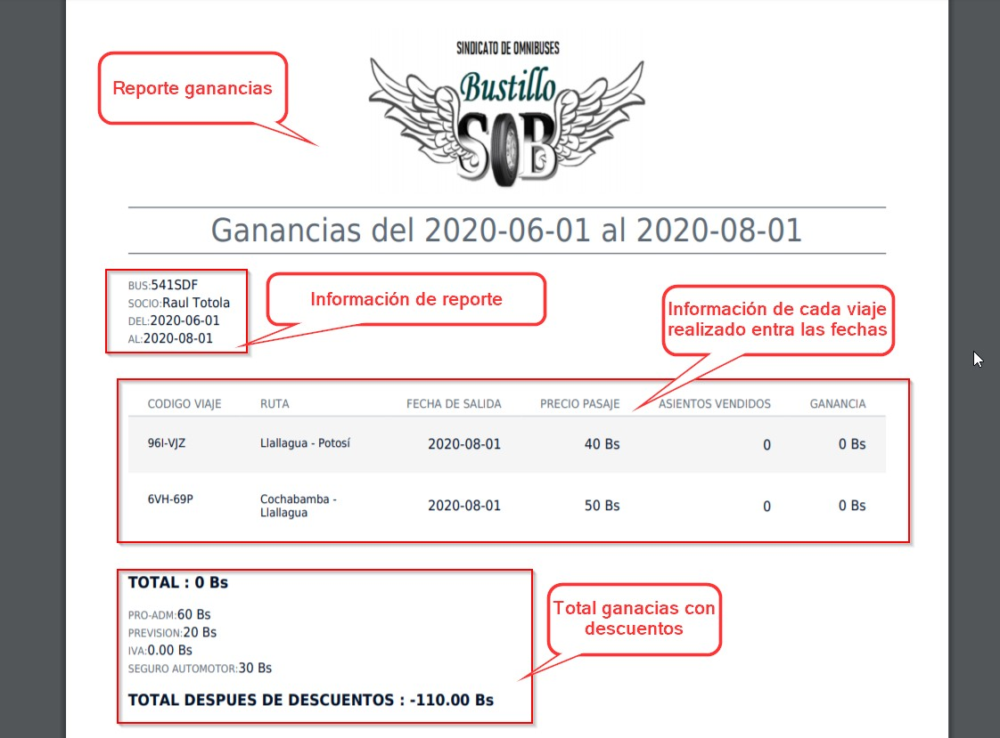 SINDICATO DE OMNIBUSES
Bustillo
SOB
Reporte ganancias
Ganancias del 2020-06-01 al 2020-08-01
BUS:541SDF
SOCIO:Raul Totola
DEL:2020-06-01
AL:2020-08-01
Información de reporte
Información de cada viaje
realizado entra las fechas
CODIGO VIAJE RUTA FECHA DE SALIDA PRECIO PASAJE ASIENTOS VENDIDOS GANANCIA
96I-VJZ Llallagua - Potosí 2020-08-01 40 Bs 0 0 Bs
6VH-69P Cochabamba - 2020-08-01 50 Bs 0 0 Bs
Llallagua
TOTAL : 0 Bs
PRO-ADM:60 Bs
PREVISION:20 Bs
IVA:0.00 Bs
SEGURO AUTOMOTOR:30 Bs
TOTAL DESPUES DE DESCUENTOS : -110.00 Bs
Total ganacias con
descuentos